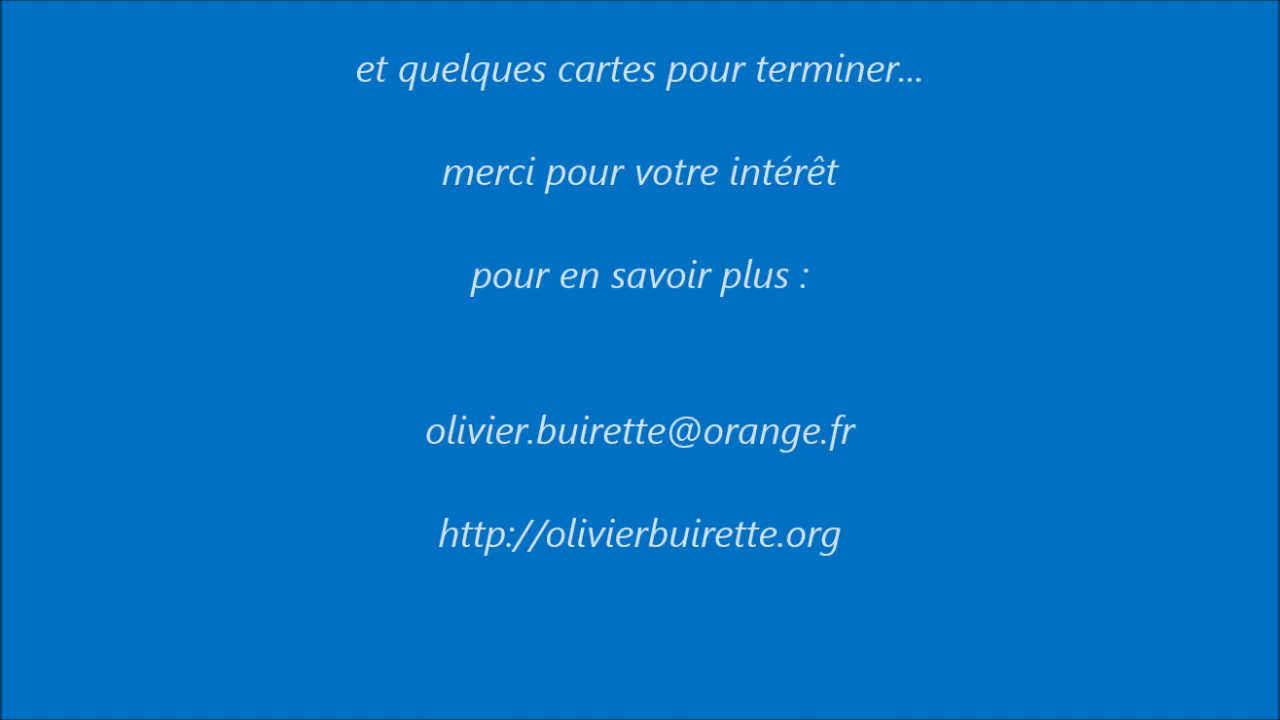 et quelques cartes pour terminer...
merci pour votre intérêt
pour en savoir plus :
olivier.buirette@orange.fr
http://olivierbuirette.org